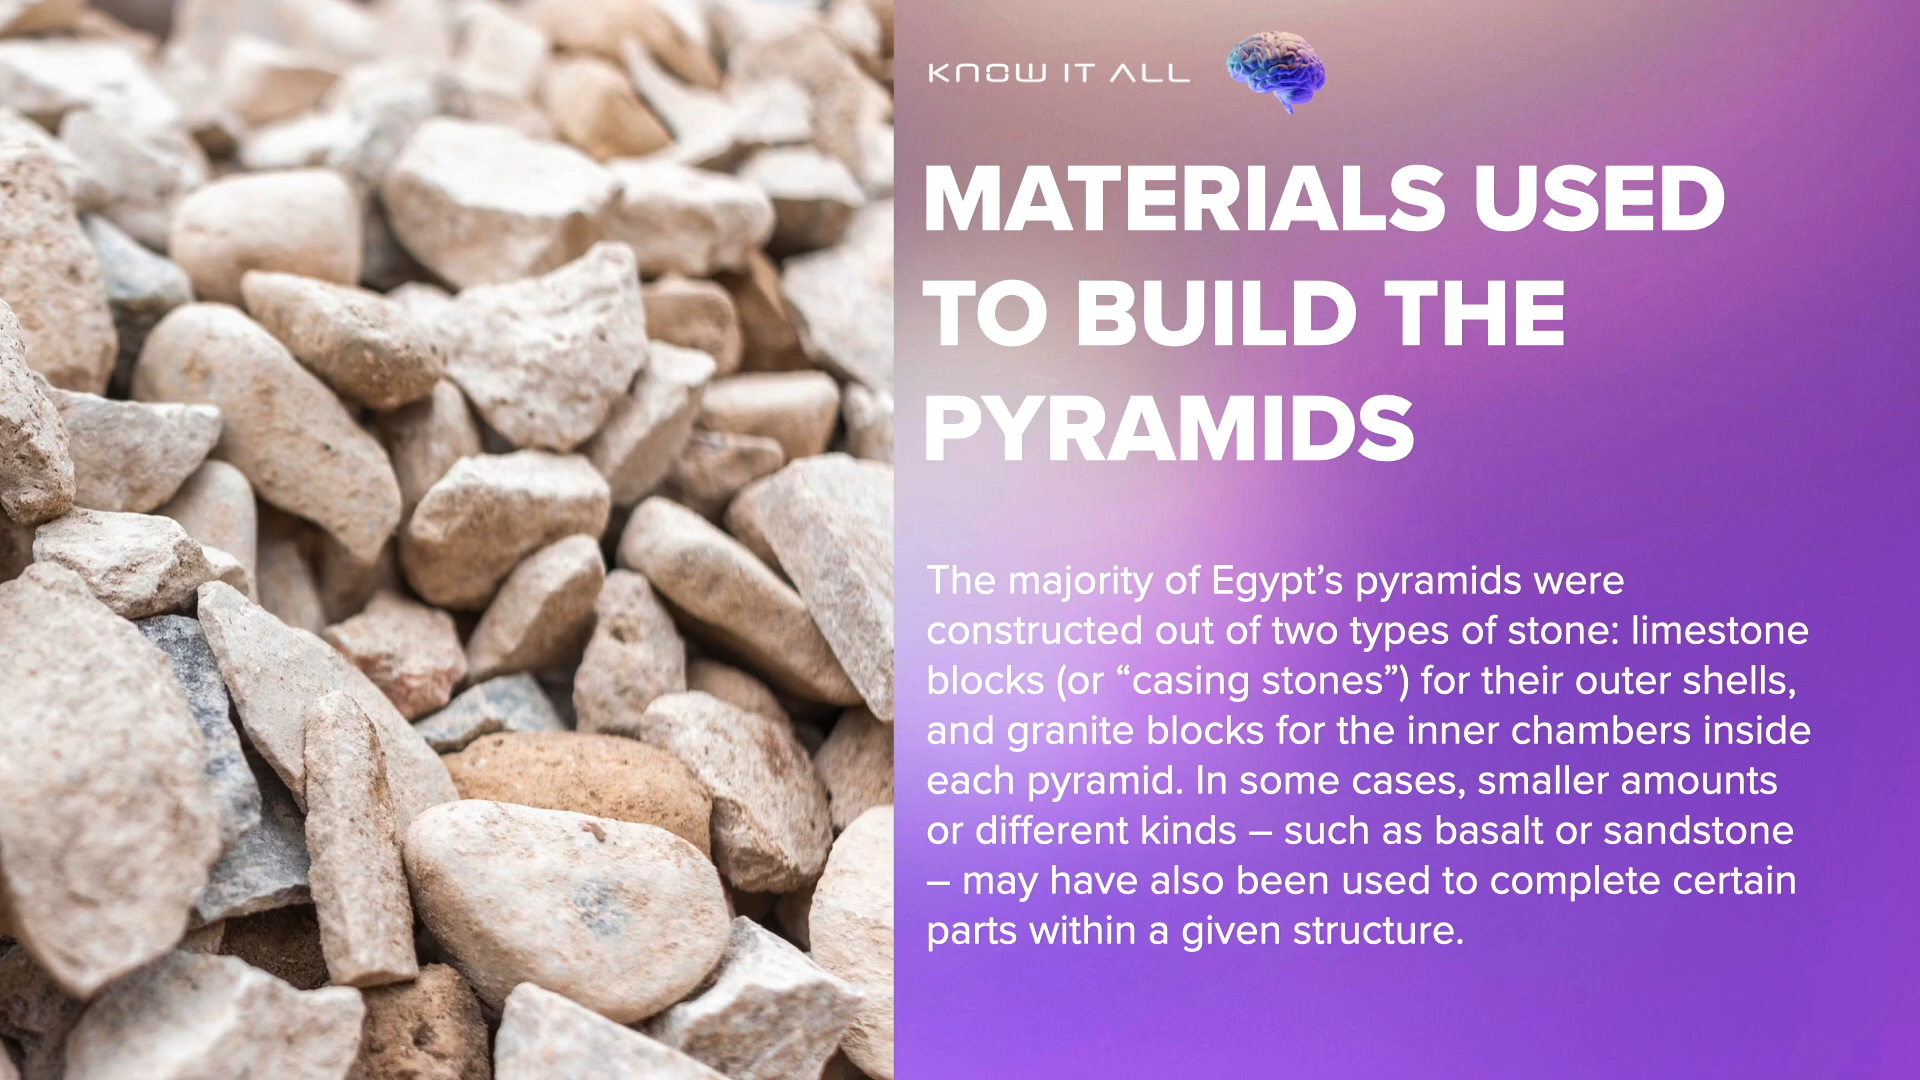 KNOW IT ALL
MATERIALS USED
TO BUILD THE
PYRAMIDS
The majority of Egypt’s pyramids were
constructed out of two types of stone: limestone
blocks (or “casing stones”) for their outer shells,
and granite blocks for the inner chambers inside
each pyramid. In some cases, smaller amounts
or different kinds – such as basalt or sandstone
– may have also been used to complete certain
parts within a given structure.